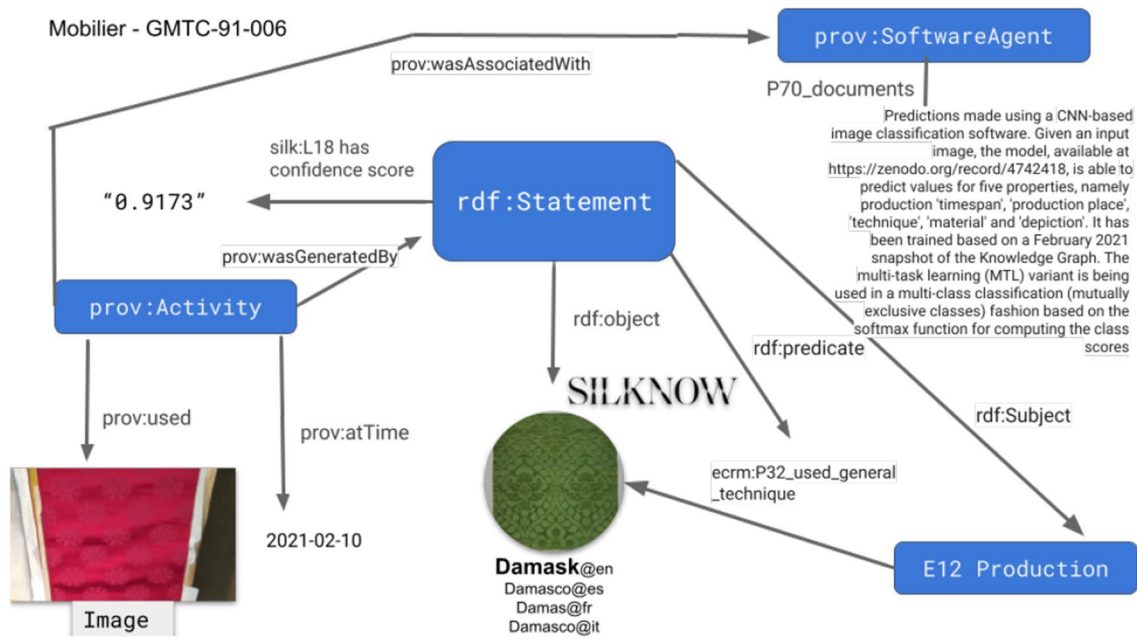 Mobilier - GMTC-91-006
prov:SoftwareAgent
prov:wasAssociatedWith
P70_documents
Predictions made using a CNN-based
image classification software. Given an input
image, the model, available at
https://zenodo.org/record/4742418, is able to
predict values for five properties, namely
production 'timespan', 'production place',
'technique', 'material' and 'depiction'. It has
been trained based on a February 2021
snapshot of the Knowledge Graph. The
multi-task learning (MTL) variant is being
used in a multi-class classification (mutually
exclusive classes) fashion based on the
softmax function for computing the class
scores
silk:L18 has
confidence score
rdf:Statement
“0.9173”
prov:wasGeneratedBy
prov:Activity
rdf:object
rdf:predicate
SILKNOW
rdf:Subject
prov:used
prov:atTime
ecrm:P32_used_general
_technique
2021-02-10
E12 Production
Damask@en
Damasco@es
Damas@fr
Damasco@it
Image